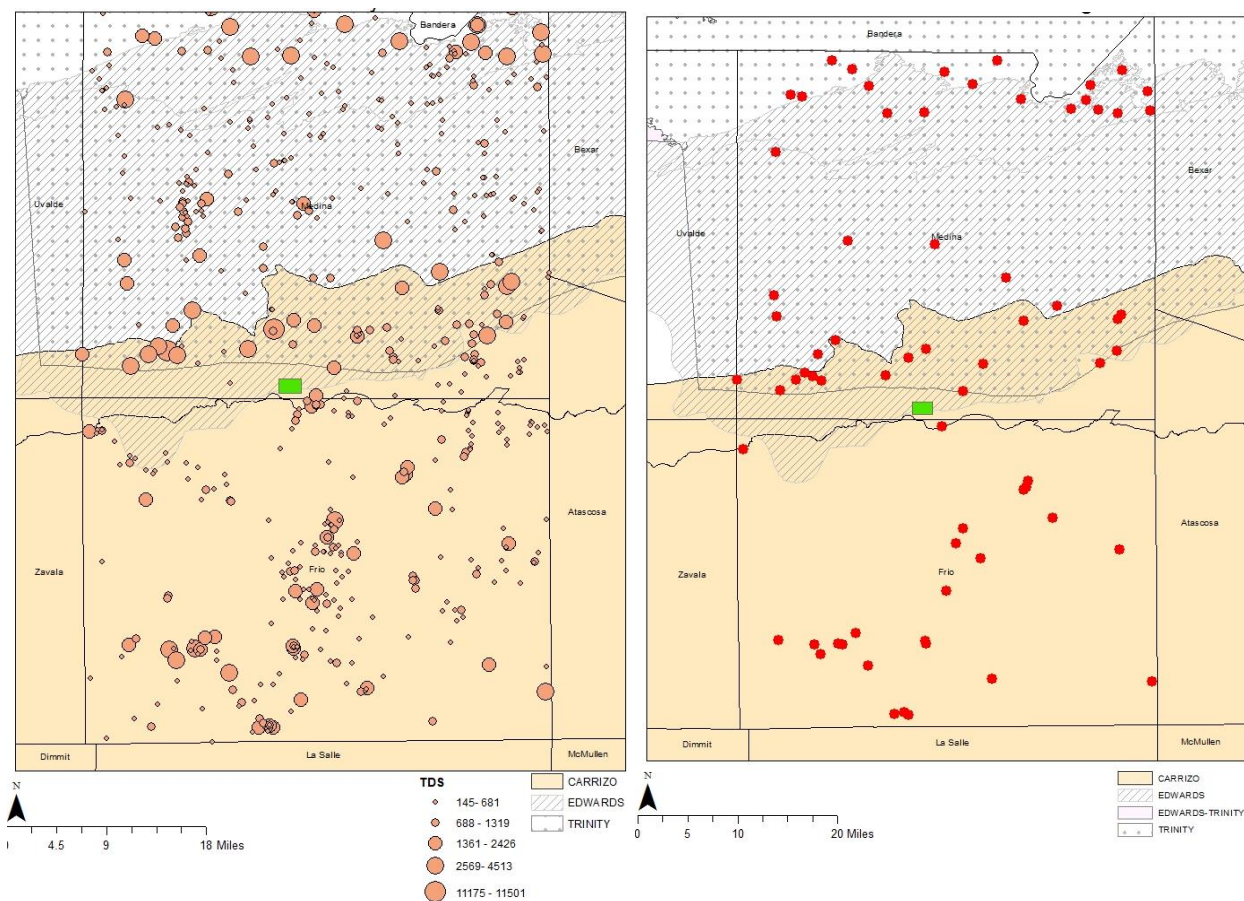 Bandera
Bexar
Uvalde
Medina
Atascosa
Zavala
Frio
Dimmit
La Salle
McMullen
N
4.5 9 18 Miles
TDS
145- 681
688 - 1319
1361 - 2426
2569- 4513
11175 - 11501
CARRIZO
EDWARDS
TRINITY
Bandera
Bexar
Uvalde
Medina
Atascosa
Zavala
Frio
Dimmit
La Salle
McMullen
N
0 5 10 20 Miles
CARRIZO
EDWARDS
EDWARDS-TRINITY
TRINITY